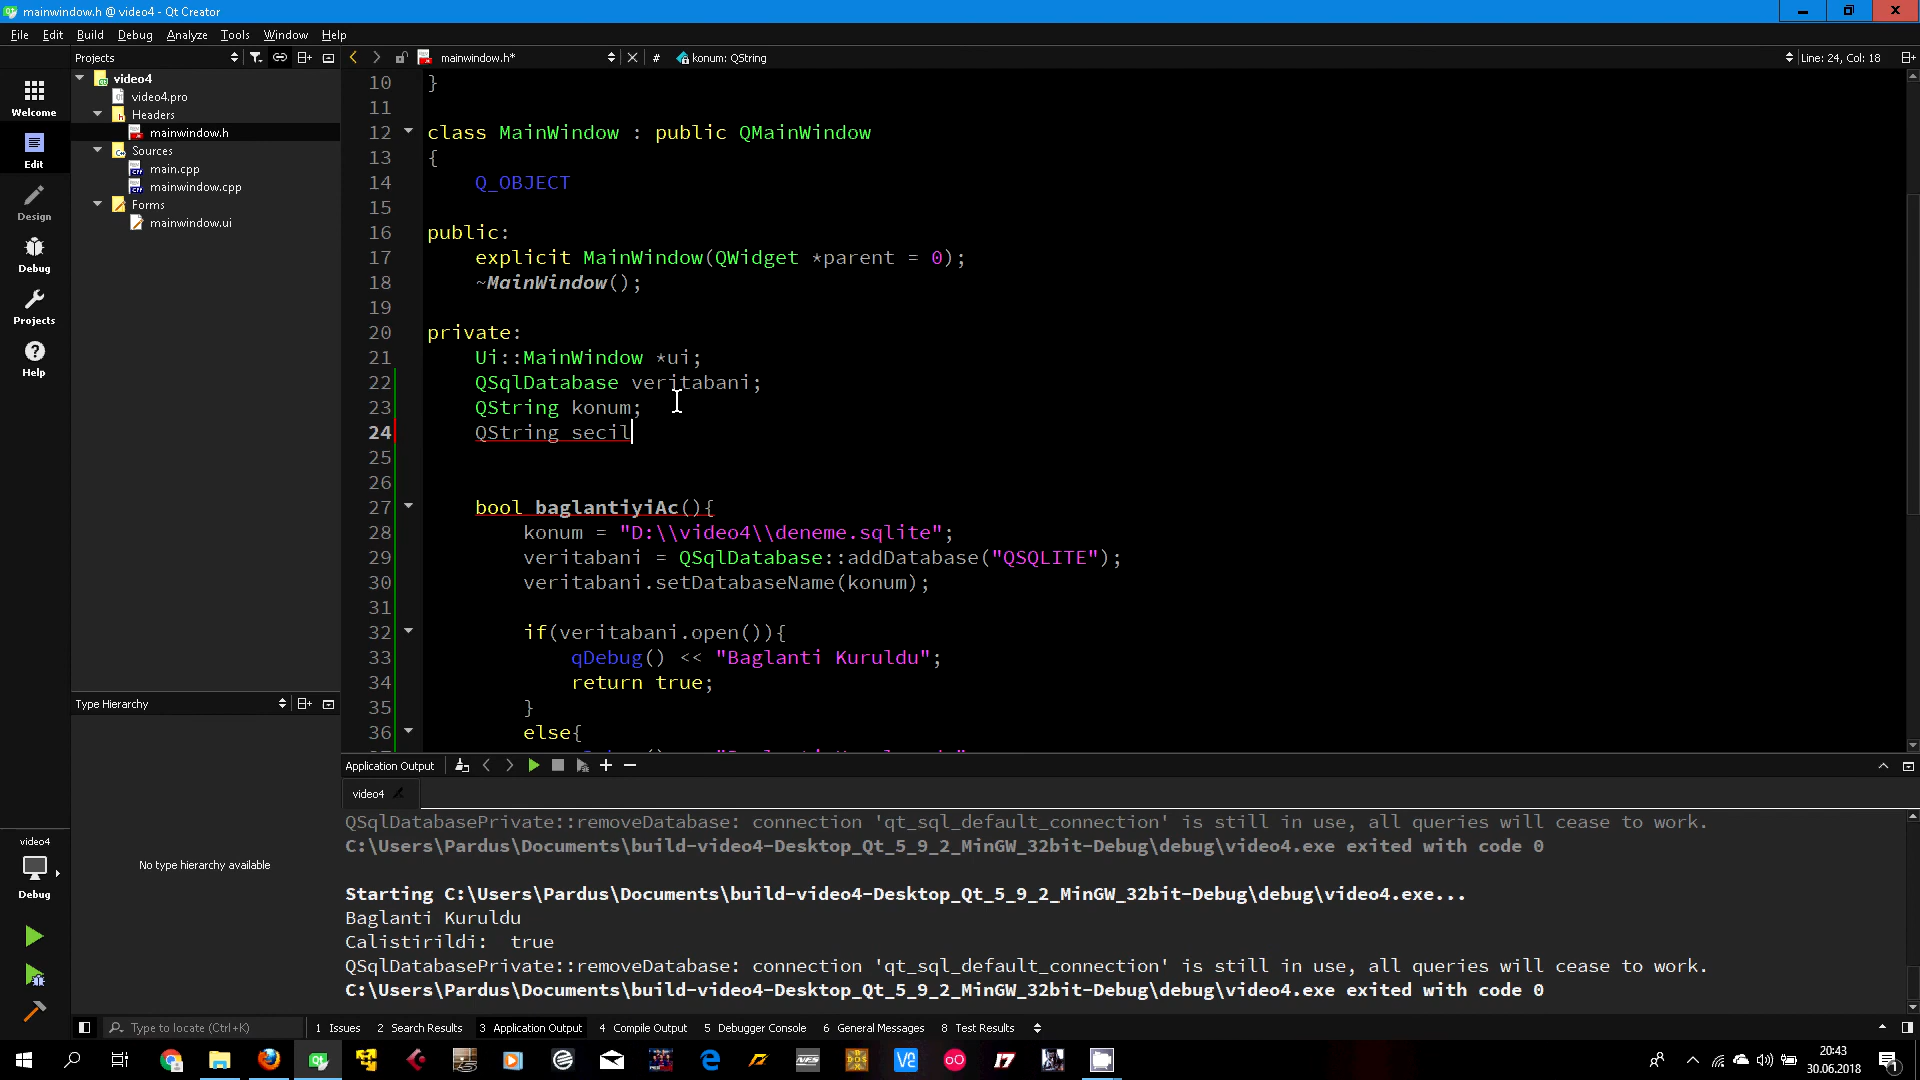 mainwindow.h @ video4 - Qt Creator
File Edit Build Debug Analyze Tools Window Help
Projects
mainwindow.h*
#
konum: QString
Line: 24, Col: 18
Welcome
Edit
Design
Debug
Projects
Help
video4
video4.pro
Headers
mainwindow.h
Sources
main.cpp
mainwindow.cpp
Forms
mainwindow.ui
Type Hierarchy
No type hierarchy available
10 }
11
12 class MainWindow : public QMainWindow
13 {
14 Q_OBJECT
15
16 public:
17 explicit MainWindow(QWidget *parent = 0);
18 ~MainWindow();
19
20 private:
21 Ui::MainWindow *ui;
22 QSqlDatabase veritabani;
23 QString konum;
24 QString secil
25
26
27 bool baglantiyiAc(){
28 konum = "D:\\video4\\deneme.sqlite";
29 veritabani = QSqlDatabase::addDatabase("QSQLITE");
30 veritabani.setDatabaseName(konum);
31
32 if(veritabani.open()){
33 qDebug() << "Baglanti Kuruldu";
34 return true;
35 }
36 else{
Application Output
video4
QSqlDatabasePrivate::removeDatabase: connection 'qt_sql_default_connection' is still in use, all queries will cease to work.
C:\Users\Pardus\Documents\build-video4-Desktop_Qt_5_9_2_MinGW_32bit-Debug\debug\video4.exe exited with code 0
Starting C:\Users\Pardus\Documents\build-video4-Desktop_Qt_5_9_2_MinGW_32bit-Debug\debug\video4.exe...
Baglanti Kuruldu
Calistirildi: true
QSqlDatabasePrivate::removeDatabase: connection 'qt_sql_default_connection' is still in use, all queries will cease to work.
C:\Users\Pardus\Documents\build-video4-Desktop_Qt_5_9_2_MinGW_32bit-Debug\debug\video4.exe exited with code 0
video4
Debug
Type to locate (Ctrl+K)
1 Issues 2 Search Results 3 Application Output 4 Compile Output 5 Debugger Console 6 General Messages 8 Test Results
20:43
30.06.2018